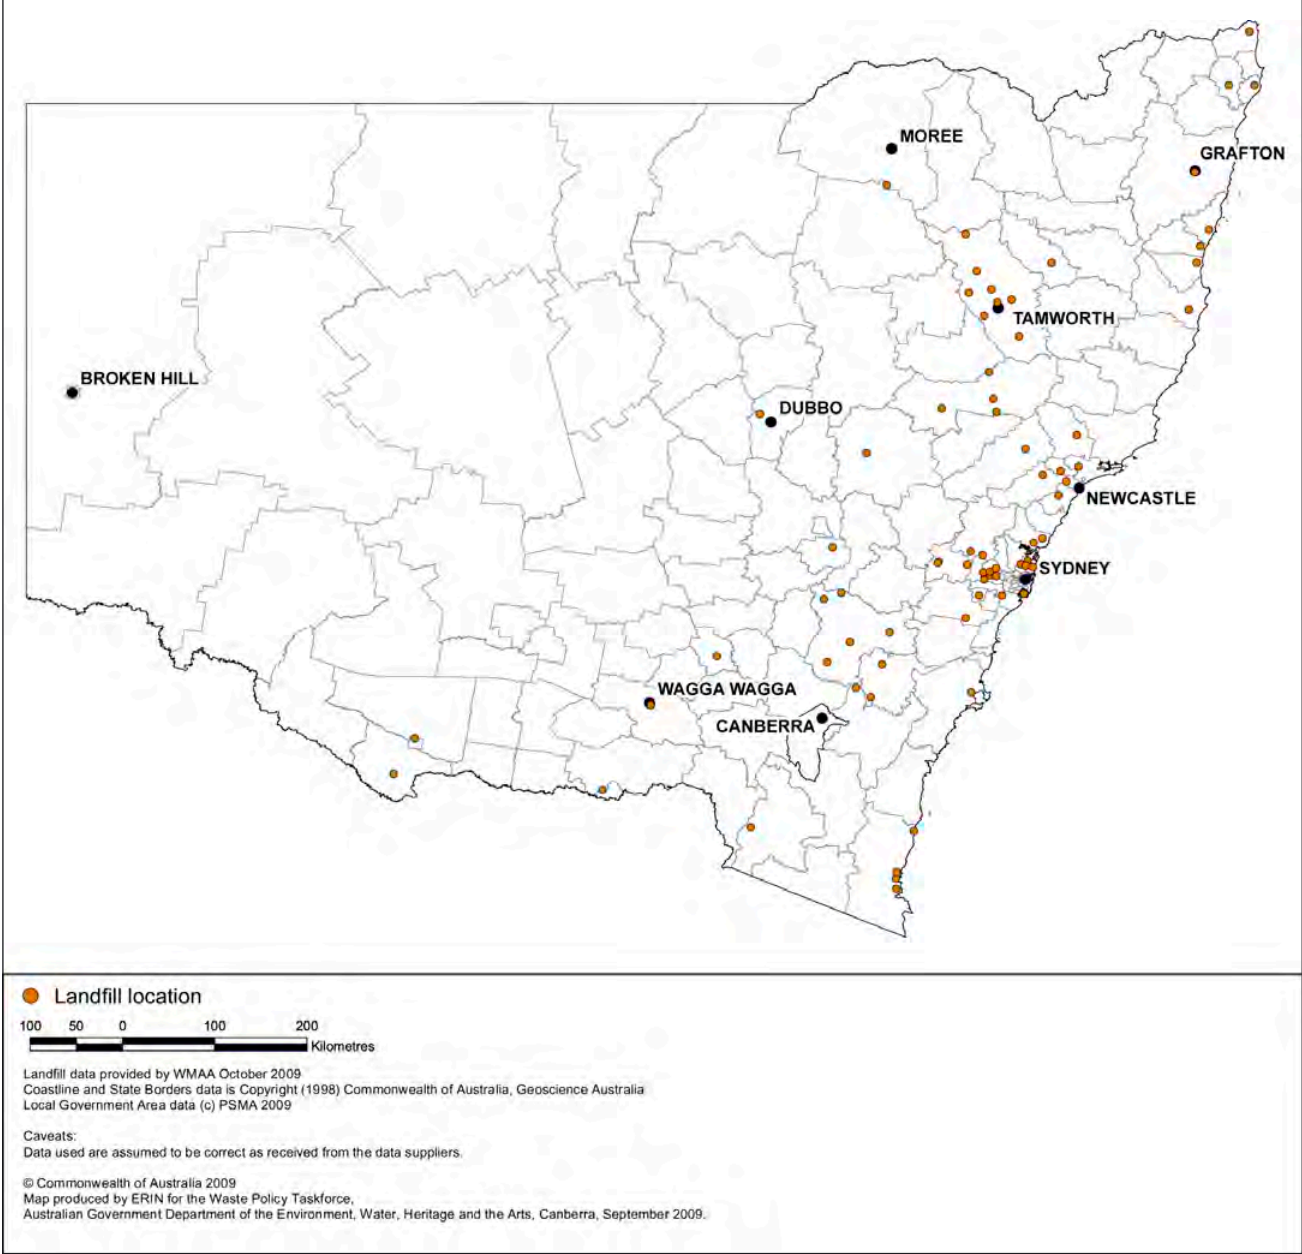 MOREE
GRAFTON
TAMWORTH
BROKEN HILL
DUBBO
NEWCASTLE
SYDNEY
WAGGA WAGGA
CANBERRA
Landfill location
100 50 0 100 200
Kilometres
Landfill data provided by WMAA October 2009
Coastline and State Borders data is Copyright (1998) Commonwealth of Australia, Geoscience Australia
Local Government Area data (c) PSMA 2009
Caveats:
Data used are assumed to be correct as received from the data suppliers.
© Commonwealth of Australia 2009
Map produced by ERIN for the Waste Policy Taskforce,
Australian Government Department of the Environment, Water, Heritage and the Arts, Canberra, September 2009.